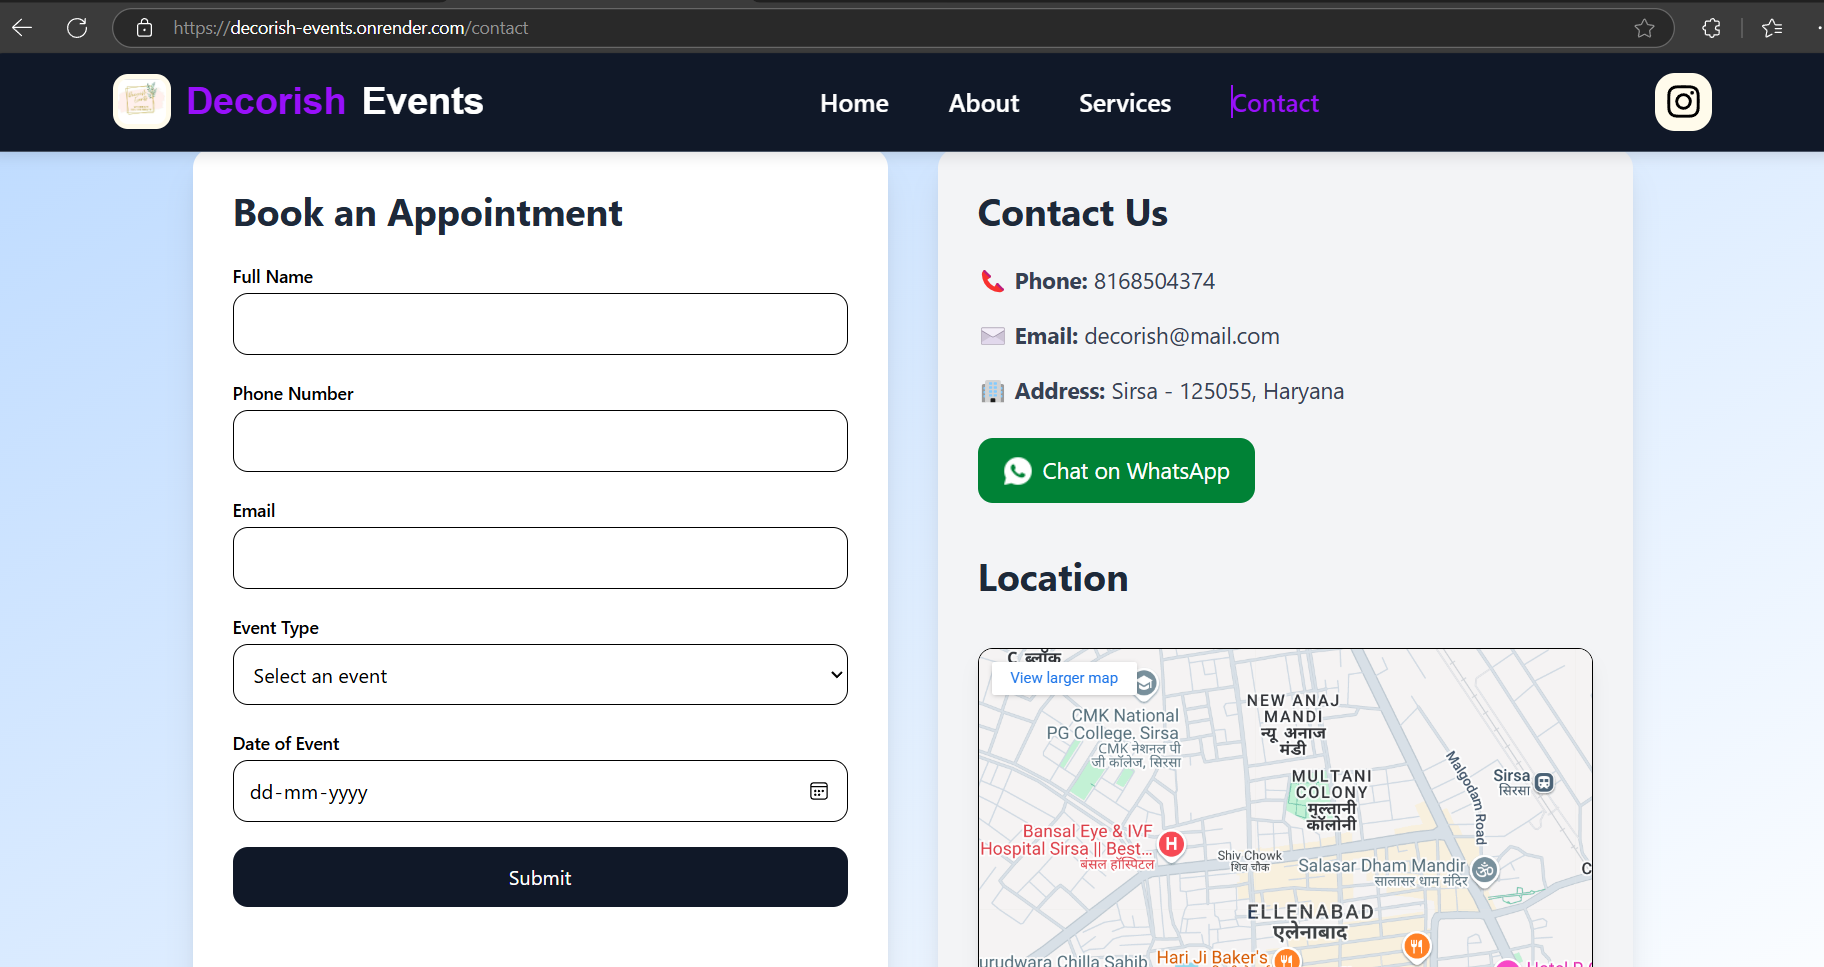 https://decorish-events.onrender.com/contact
Decorish Events
Home
About
Services
Contact
Book an Appointment
Full Name
Phone Number
Email
Event Type
Select an event
Date of Event
dd-mm-yyyy
Submit
Contact Us
Phone: 8168504374
Email: decorish@mail.com
Address: Sirsa - 125055, Haryana
Chat on WhatsApp
Location
C ब्लॉक
View larger map
CMK National
PG College, Sirsa
CMK नेशनल पी
जी कॉलेज, सिरसा
NEW ANAJ
MANDI
न्यू अनाज
मंडी
MULTANI
COLONY
मुल्तानी
कॉलोनी
Malgodam Road
Sirsa
सिरसा
Bansal Eye & IVF
Hospital Sirsa || Best...
बंसल हॉस्पिटल
H
Shiv Chowk
शिव चौक
Salasar Dham Mandir
सालासर धाम मंदिर
ॐ
C
ELLENABAD
एलेनाबाद
urudwara Chilla Sahib
Hari Ji Baker's